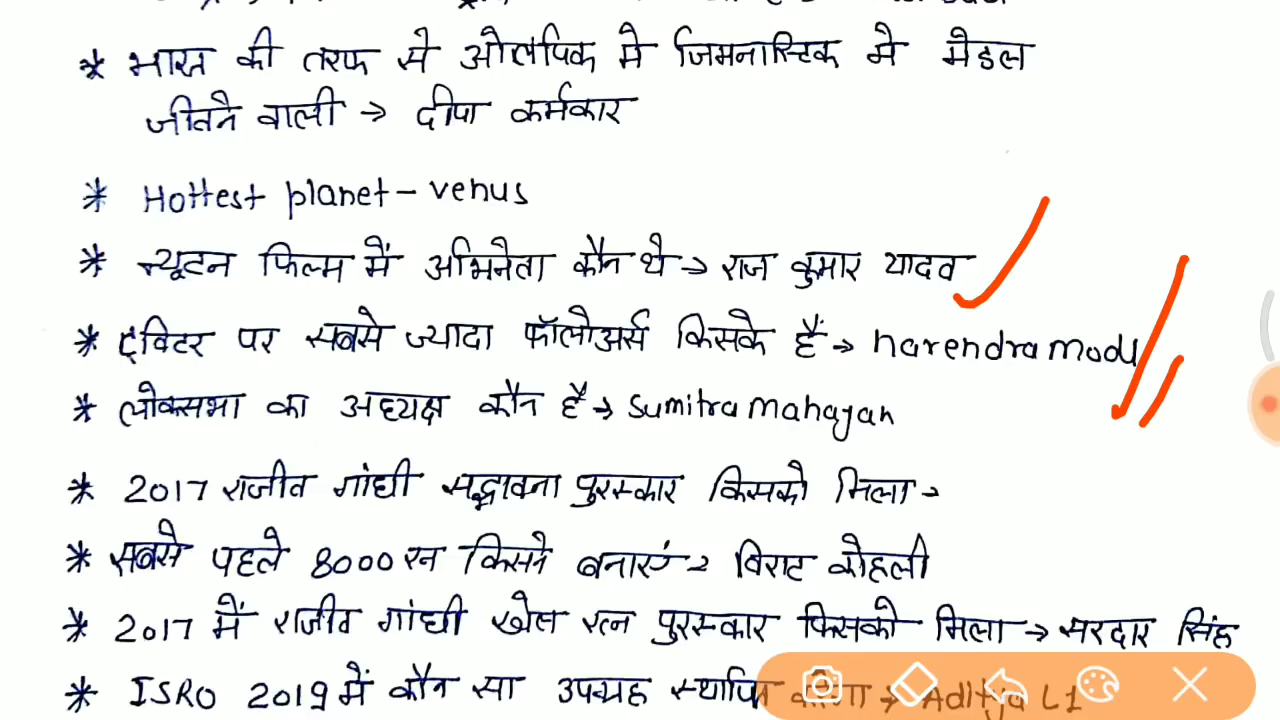 * भारत की तरफ से ओलंपिक मे जिमनास्टिक मे मेडल
जीतने वाली → दीपा कर्मकार
* Hottest planet - venus
* न्यूटन फिल्म में अभिनेता कौन थे → राज कुमार यादव
* ट्विटर पर सबसे ज्यादा फॉलोअर्स किसके हैं → narendra modi
* लोकसभा का अध्यक्ष कौन है → sumitra mahajan
* 2017 राजीव गांधी सद्भावना पुरस्कार किसको मिला →
* सबसे पहले 8000 रन किसने बनाएं → विराट कोहली
* 2017 में राजीव गांधी खेल रत्न पुरस्कार किसको मिला → सरदार सिंह
* ISRO 2019 में कौन सा उपग्रह स्थापित → Aditya L1